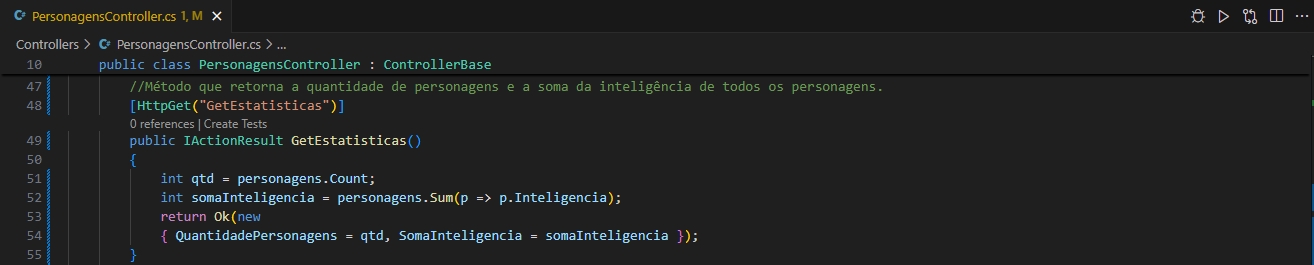 PersonagensController.cs 1, M
Controllers > PersonagensController.cs > ...
10 public class PersonagensController : ControllerBase
47 //Método que retorna a quantidade de personagens e a soma da inteligência de todos os personagens.
48 [HttpGet("GetEstatisticas")]
0 references | Create Tests
49 public IActionResult GetEstatisticas()
50 {
51 int qtd = personagens.Count;
52 int somaInteligencia = personagens.Sum(p => p.Inteligencia);
53 return Ok(new
54 { QuantidadePersonagens = qtd, SomaInteligencia = somaInteligencia });
55 }